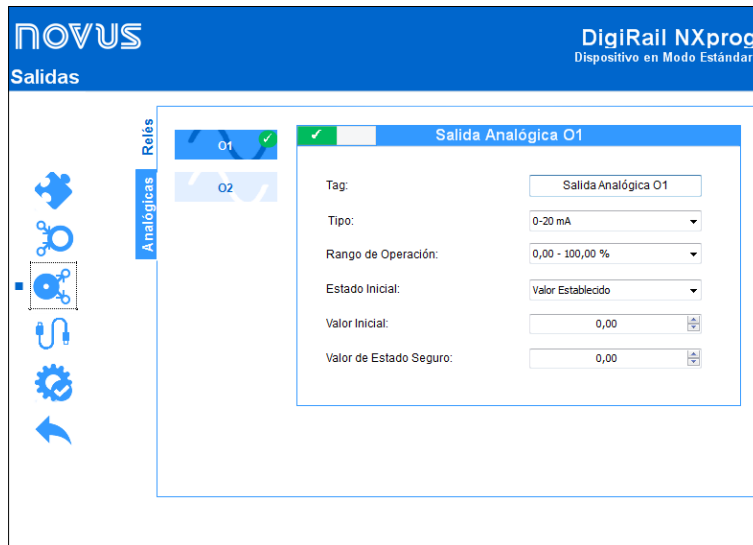 novus
DigiRail NXprog
Dispositivo en Modo Estándar
Salidas
Relés
Analógicas
O1
O2
Salida Analógica O1
Tag: Salida Analógica O1
Tipo: 0-20 mA
Rango de Operación: 0,00 - 100,00 %
Estado Inicial: Valor Establecido
Valor Inicial: 0,00
Valor de Estado Seguro: 0,00